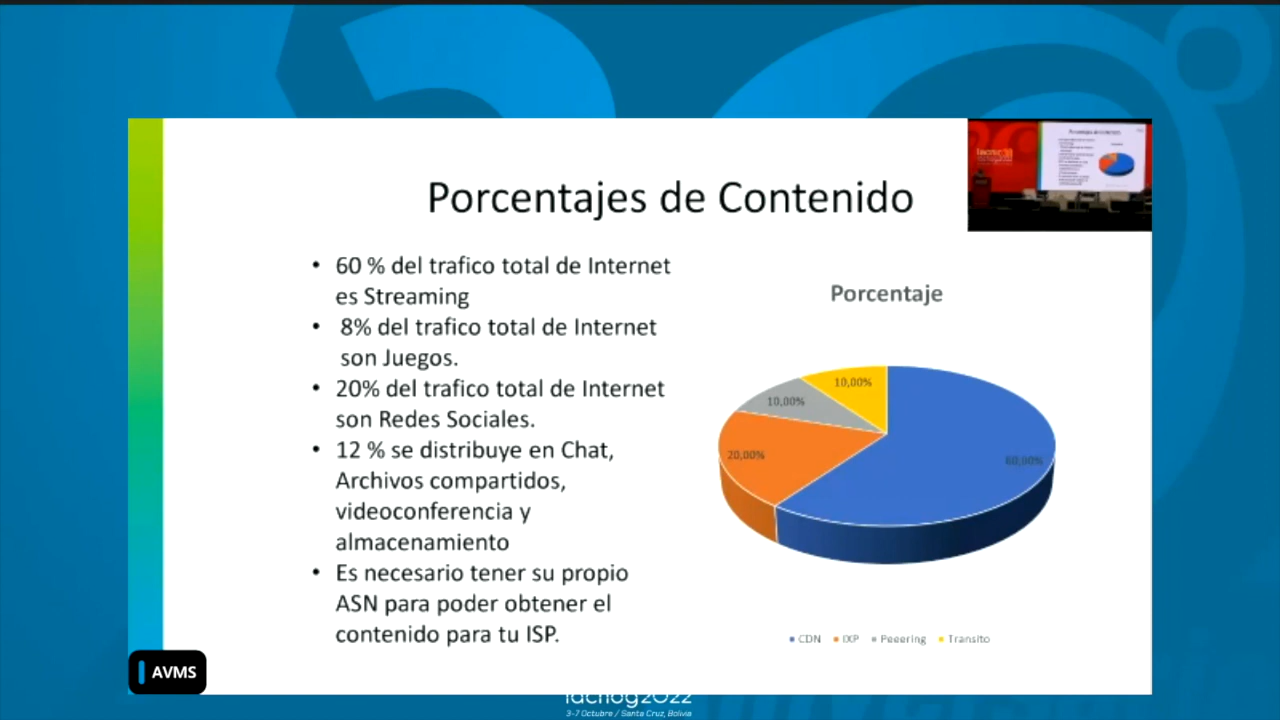 Porcentajes de Contenido
• 60 % del trafico total de Internet
es Streaming
• 8% del trafico total de Internet
son Juegos.
• 20% del trafico total de Internet
son Redes Sociales.
• 12 % se distribuye en Chat,
Archivos compartidos,
videoconferencia y
almacenamiento
• Es necesario tener su propio
ASN para poder obtener el
contenido para tu ISP.
Porcentaje
10,00%
10,00%
20,00%
60,00%
CDN IXP Peeering Transito
AVMS
lacnog2022
3-7 Octubre / Santa Cruz, Bolivia